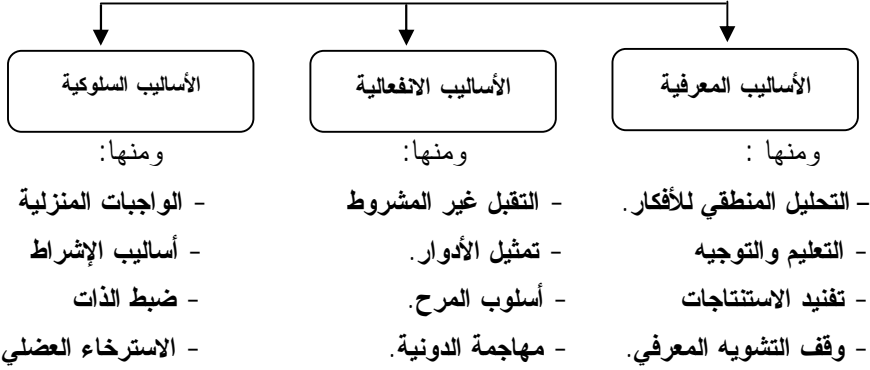 الأساليب المعرفية
ومنها :
- التحليل المنطقي للأفكار.
- التعليم والتوجيه
- تفنيد الاستنتاجات
- وقف التشويه المعرفي.
الأساليب الانفعالية
ومنها:
- التقبل غير المشروط
- تمثيل الأدوار.
- أسلوب المرح.
- مهاجمة الدونية.
الأساليب السلوكية
ومنها:
- الواجبات المنزلية
- أساليب الإشراط
- ضبط الذات
- الاسترخاء العضلي